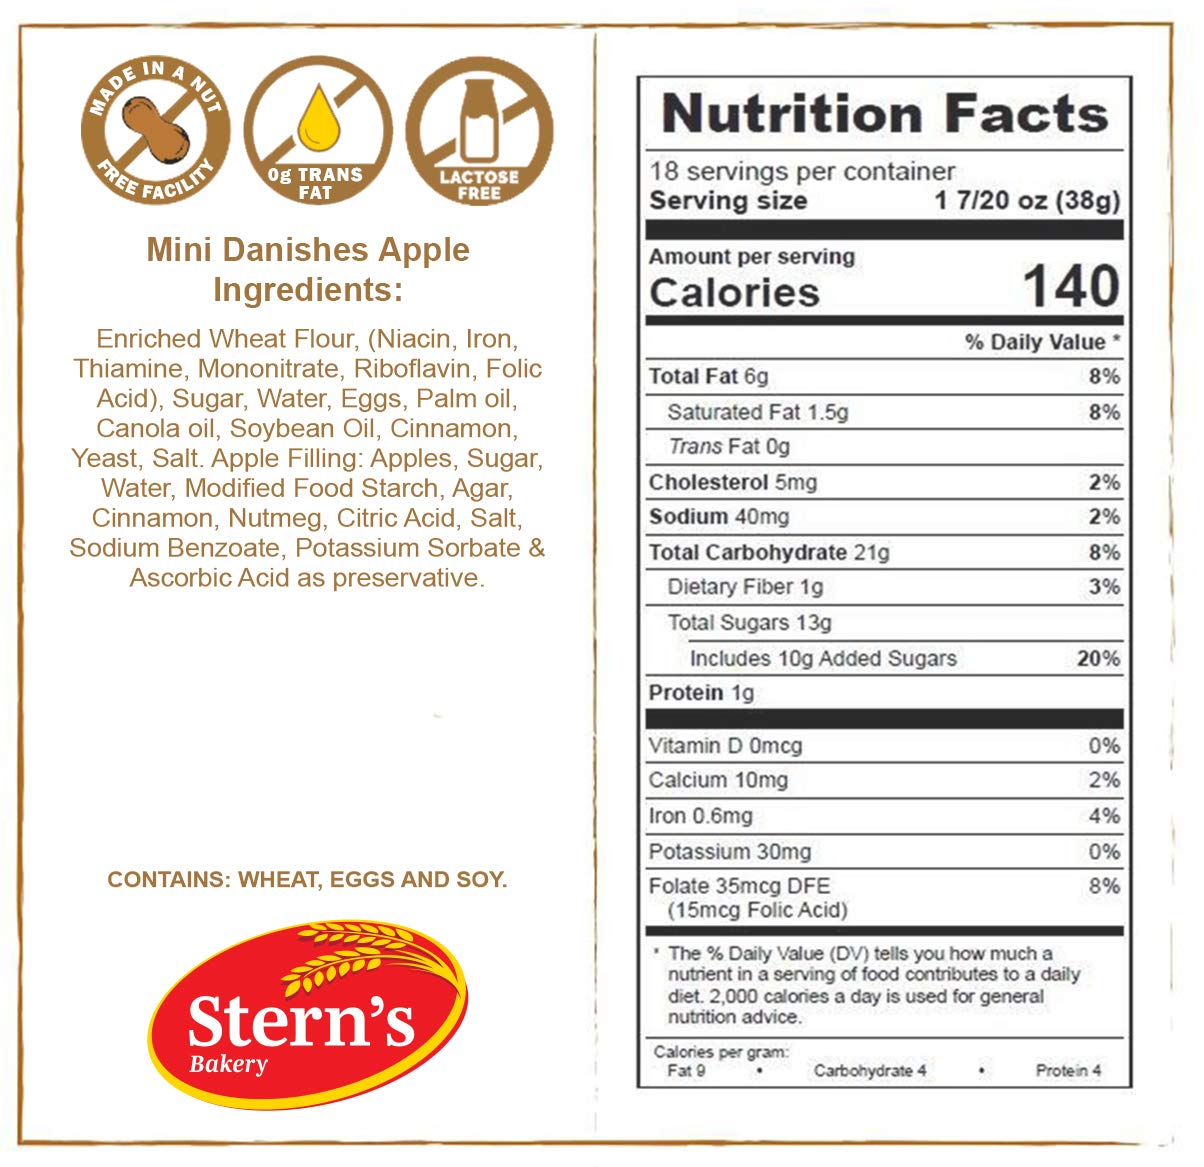 MADE IN A NUT
FREE FACILITY
0g TRANS
FAT
LACTOSE
FREE
Mini Danishes Apple
Ingredients:
Enriched Wheat Flour, (Niacin, Iron,
Thiamine, Mononitrate, Riboflavin, Folic
Acid), Sugar, Water, Eggs, Palm oil,
Canola oil, Soybean Oil, Cinnamon,
Yeast, Salt. Apple Filling: Apples, Sugar,
Water, Modified Food Starch, Agar,
Cinnamon, Nutmeg, Citric Acid, Salt,
Sodium Benzoate, Potassium Sorbate &
Ascorbic Acid as preservative.
CONTAINS: WHEAT, EGGS AND SOY.
Stern's
Bakery
Nutrition Facts
18 servings per container
Serving size 1 7/20 oz (38g)
Amount per serving
Calories 140
% Daily Value *
Total Fat 6g 8%
Saturated Fat 1.5g 8%
Trans Fat 0g
Cholesterol 5mg 2%
Sodium 40mg 2%
Total Carbohydrate 21g 8%
Dietary Fiber 1g 3%
Total Sugars 13g
Includes 10g Added Sugars 20%
Protein 1g
Vitamin D 0mcg 0%
Calcium 10mg 2%
Iron 0.6mg 4%
Potassium 30mg 0%
Folate 35mcg DFE 8%
(15mcg Folic Acid)
* The % Daily Value (DV) tells you how much a
nutrient in a serving of food contributes to a daily
diet. 2,000 calories a day is used for general
nutrition advice.
Calories per gram:
Fat 9 • Carbohydrate 4 • Protein 4